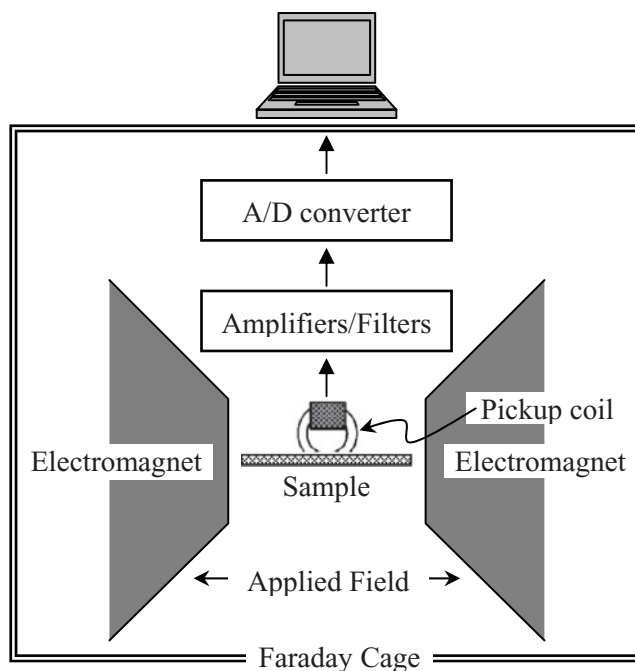 A/D converter
Amplifiers/Filters
Pickup coil
Electromagnet
Electromagnet
Sample
Applied Field
Faraday Cage